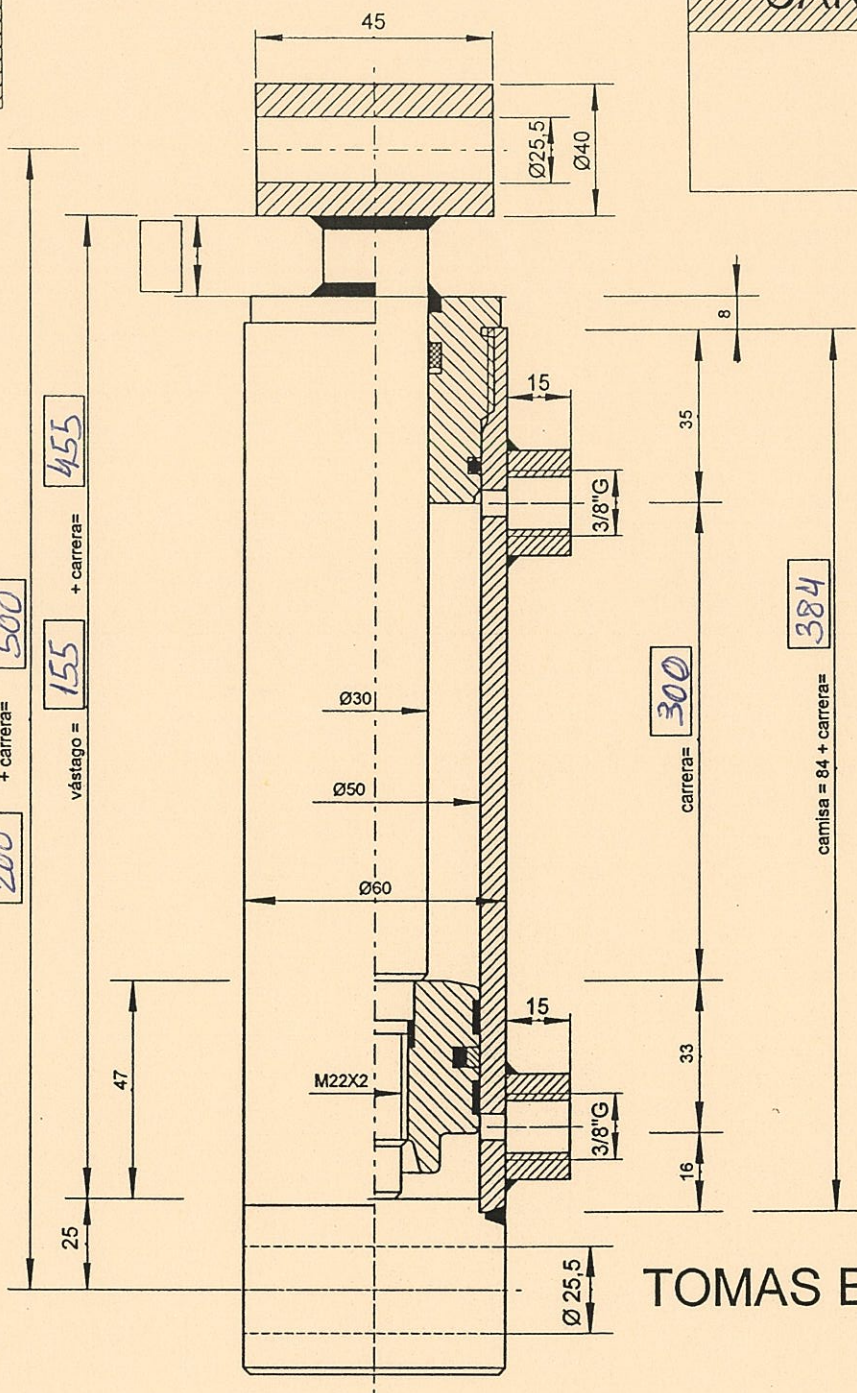 45
Ø25,5
Ø40
8
15
35
3/8"G
455
+ carrera=
155
vástago =
500
+ carrera=
200
Ø30
Ø50
Ø60
300
carrera=
384
camisa = 84 + carrera=
15
33
3/8"G
16
M22X2
47
25
Ø 25,5
TOMAS